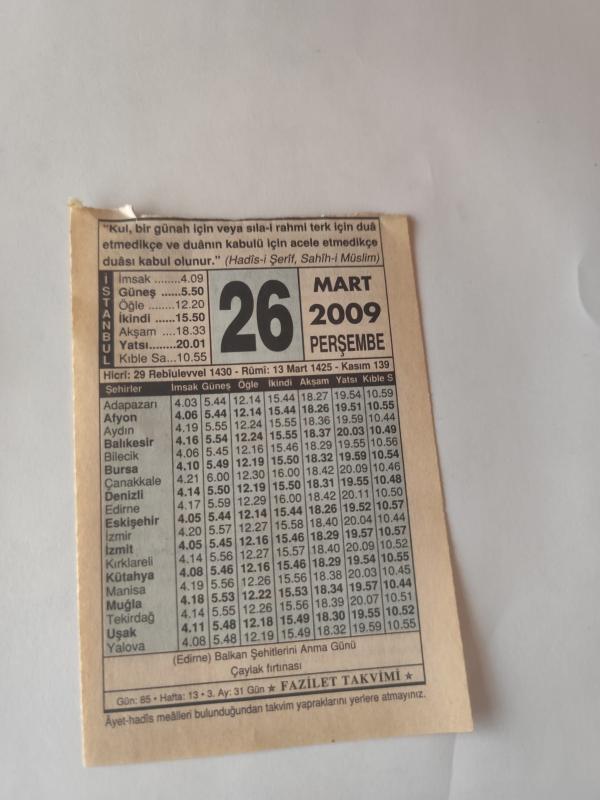 "Kul, bir günah için veya sıla-i rahmi terk için duâ
etmedikçe ve duânın kabulü için acele etmedikçe
duâsı kabul olunur." (Hadîs-i Şerîf, Sahîh-i Müslim)
İSTANBUL
İmsak ........4.09
Güneş ......5.50
Öğle ........12.20
İkindi ......15.50
Akşam ....18.33
Yatsı........20.01
Kıble Sa...10.55
26
MART
2009
PERŞEMBE
Hicrî: 29 Rebîulevvel 1430 - Rûmî: 13 Mart 1425 - Kasım 139
Şehirler İmsak Güneş Öğle İkindi Akşam Yatsı Kıble S
Adapazarı 4.03 5.44 12.14 15.44 18.27 19.54 10.59
Afyon 4.06 5.44 12.14 15.44 18.26 19.51 10.55
Aydın 4.19 5.55 12.24 15.55 18.36 19.59 10.44
Balıkesir 4.16 5.54 12.24 15.55 18.37 20.03 10.49
Bilecik 4.06 5.45 12.16 15.46 18.29 19.55 10.56
Bursa 4.10 5.49 12.19 15.50 18.32 19.59 10.54
Çanakkale 4.21 6.00 12.30 16.00 18.42 20.09 10.46
Denizli 4.14 5.50 12.19 15.50 18.31 19.55 10.48
Edirne 4.17 5.59 12.29 16.00 18.42 20.11 10.50
Eskişehir 4.05 5.44 12.14 15.44 18.26 19.52 10.57
İzmir 4.20 5.57 12.27 15.58 18.40 20.04 10.44
İzmit 4.05 5.45 12.16 15.46 18.29 19.57 10.57
Kırklareli 4.14 5.56 12.27 15.57 18.40 20.09 10.52
Kütahya 4.08 5.46 12.16 15.46 18.29 19.54 10.55
Manisa 4.19 5.56 12.26 15.56 18.38 20.03 10.45
Muğla 4.18 5.53 12.22 15.53 18.34 19.57 10.44
Tekirdağ 4.14 5.55 12.26 15.56 18.39 20.07 10.51
Uşak 4.11 5.48 12.18 15.49 18.30 19.55 10.52
Yalova 4.08 5.48 12.19 15.49 18.32 19.59 10.55
(Edirne) Balkan Şehitlerini Anma Günü
Çaylak fırtınası
Gün: 85 • Hafta: 13 • 3. Ay: 31 Gün ★ FAZİLET TAKVİMİ ★
Âyet-hadîs meâlleri bulunduğundan takvim yapraklarını yerlere atmayınız.